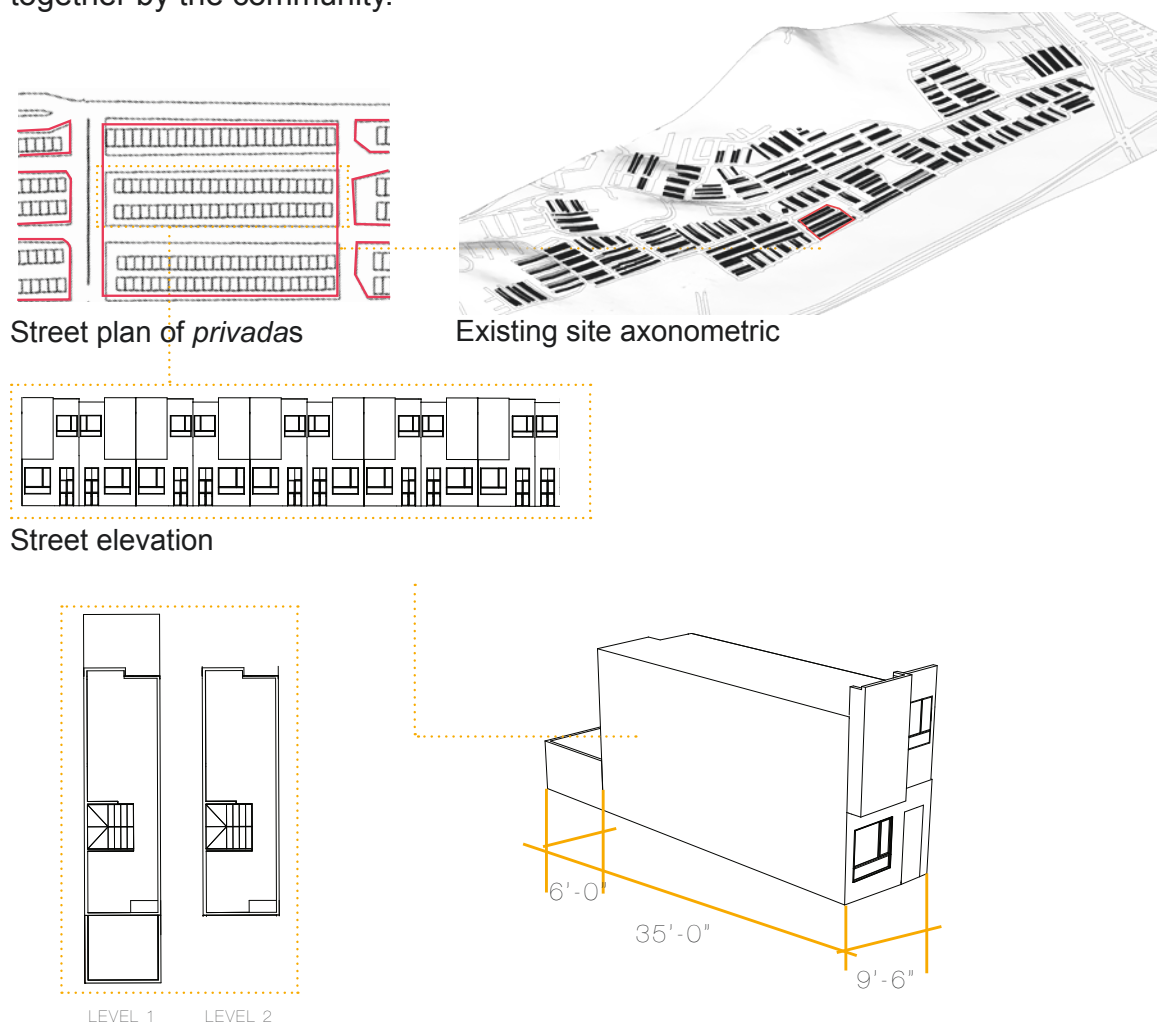 together by the community.
Street plan of privadas
Existing site axonometric
Street elevation
6'-0"
35'-0"
9'-6"
LEVEL 1
LEVEL 2